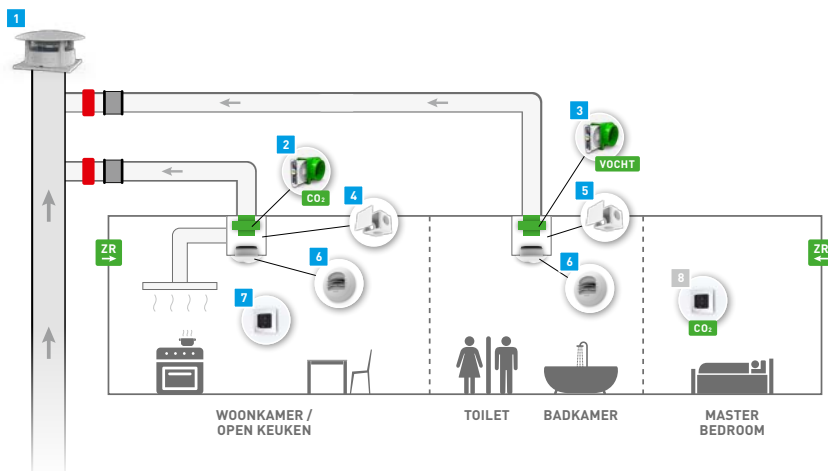 1
2
CO₂
3
VOCHT
4
5
ZR
ZR
6
6
7
8
CO₂
WOONKAMER /
OPEN KEUKEN
TOILET
BADKAMER
MASTER
BEDROOM